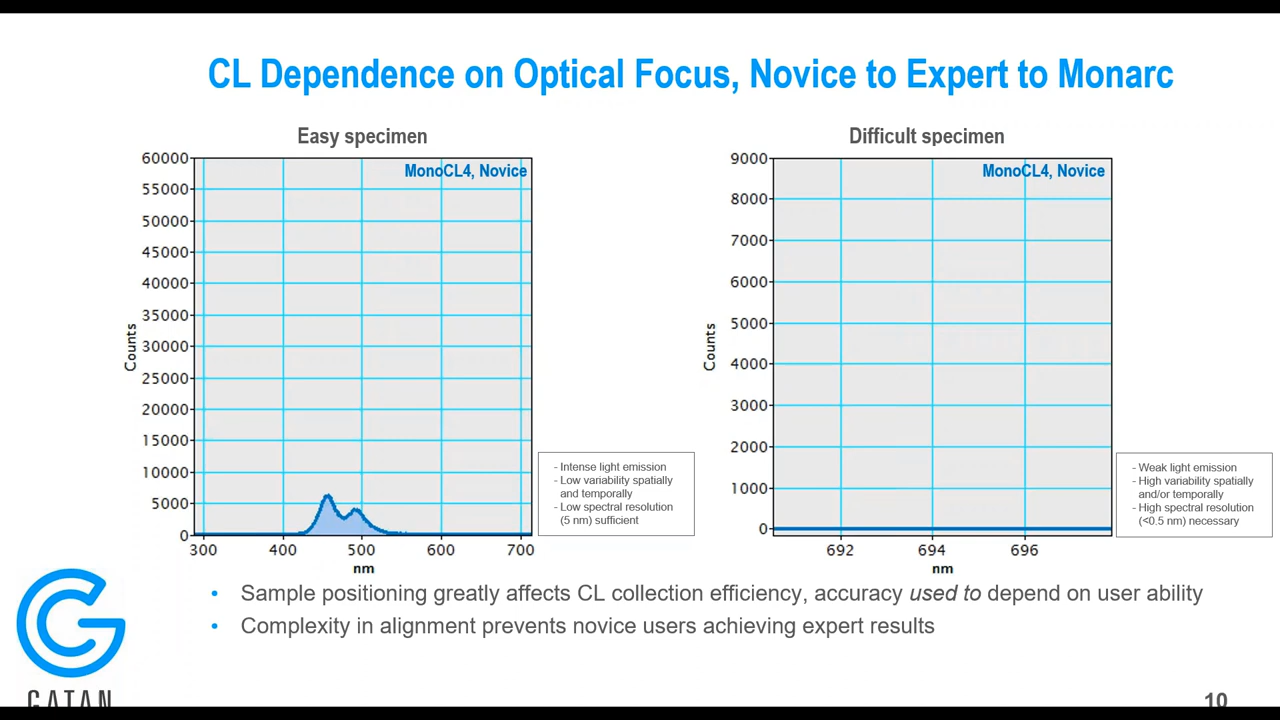 CL Dependence on Optical Focus, Novice to Expert to Monarc
Easy specimen
MonoCL4, Novice
60000
55000
50000
45000
40000
35000
30000
25000
20000
15000
10000
5000
0
Counts
300 400 500 600 700
nm
- Intense light emission
- Low variability spatially
and temporally
- Low spectral resolution
(5 nm) sufficient
Difficult specimen
MonoCL4, Novice
9000
8000
7000
6000
5000
4000
3000
2000
1000
0
Counts
692 694 696
nm
- Weak light emission
- High variability spatially
and/or temporally
- High spectral resolution
(<0.5 nm) necessary
• Sample positioning greatly affects CL collection efficiency, accuracy used to depend on user ability
• Complexity in alignment prevents novice users achieving expert results
GATAN
10